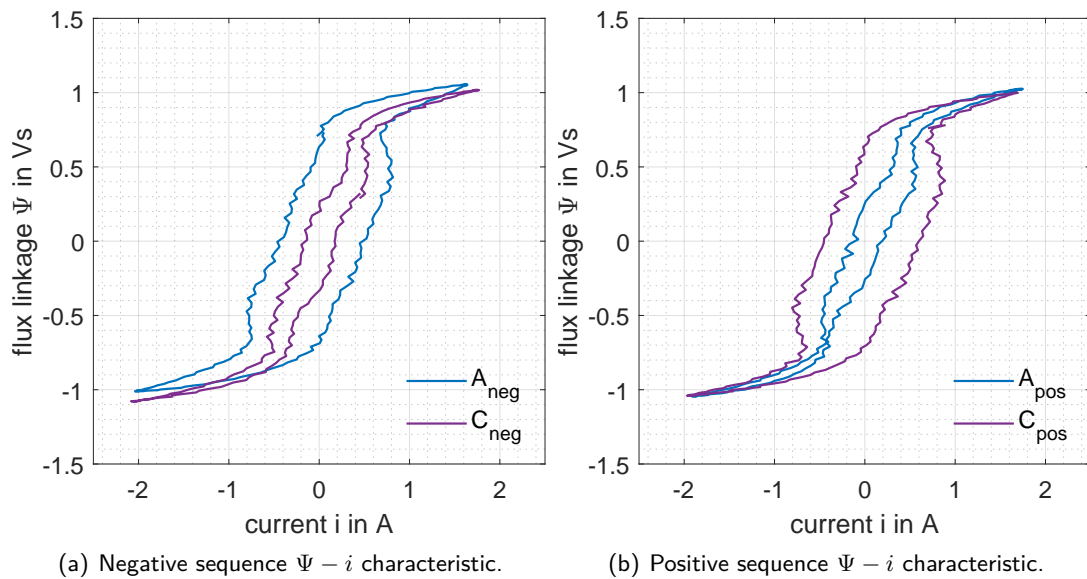 1.5
1
0.5
0
-0.5
-1
-1.5
flux linkage Ψ in Vs
A_neg
C_neg
-2 -1 0 1 2
current i in A
(a) Negative sequence Ψ − i characteristic.
1.5
1
0.5
0
-0.5
-1
-1.5
flux linkage Ψ in Vs
A_pos
C_pos
-2 -1 0 1 2
current i in A
(b) Positive sequence Ψ − i characteristic.